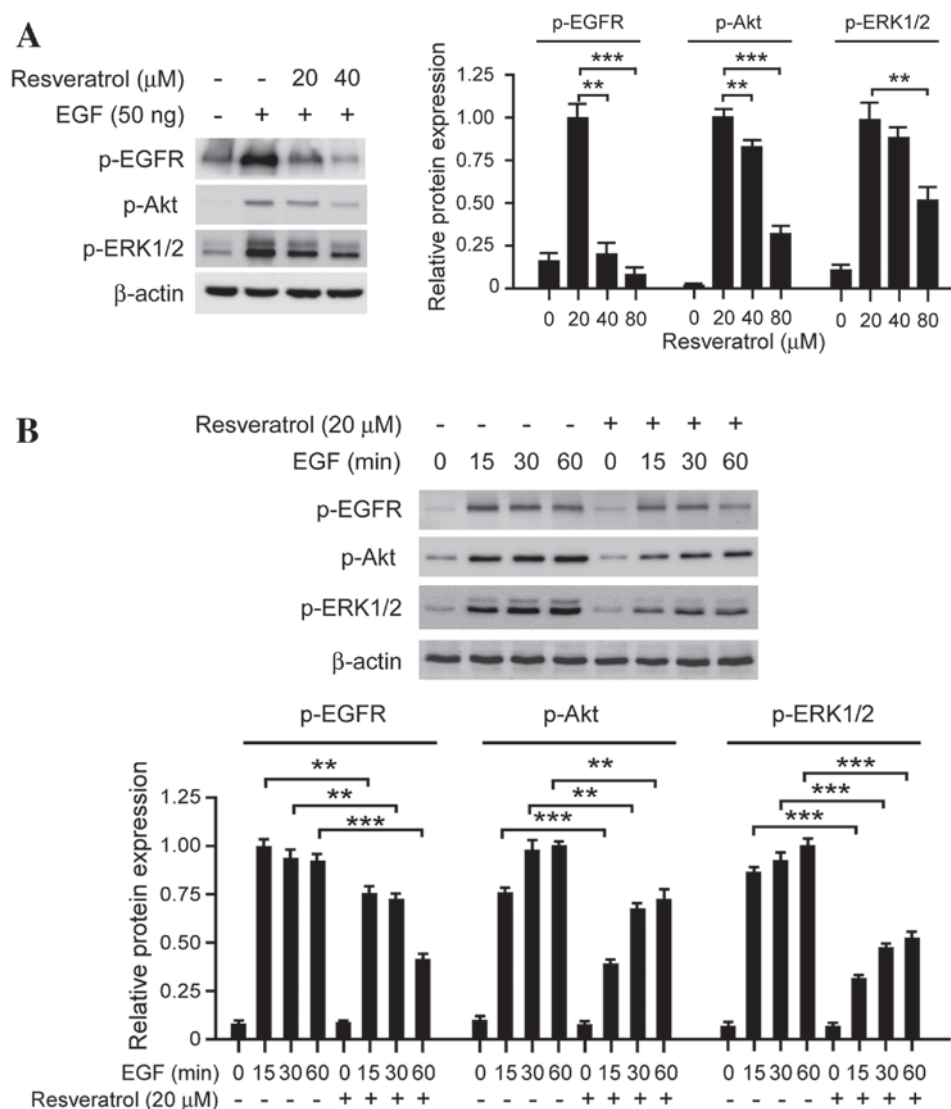 A
Resveratrol (μM) - - 20 40
EGF (50 ng) - + + +
p-EGFR
p-Akt
p-ERK1/2
β-actin
p-EGFR p-Akt p-ERK1/2
*** *** **
** **
Relative protein expression
1.25
1.00
0.75
0.50
0.25
0
0 20 40 80 0 20 40 80 0 20 40 80
Resveratrol (μM)
B
Resveratrol (20 μM) - - - - + + + +
EGF (min) 0 15 30 60 0 15 30 60
p-EGFR
p-Akt
p-ERK1/2
β-actin
p-EGFR p-Akt p-ERK1/2
** ** ***
** ** ***
*** *** ***
Relative protein expression
1.25
1.00
0.75
0.50
0.25
0
EGF (min) 0 15 30 60 0 15 30 60 0 15 30 60 0 15 30 60 0 15 30 60 0 15 30 60
Resveratrol (20 μM) + + + + + + + + + + + +